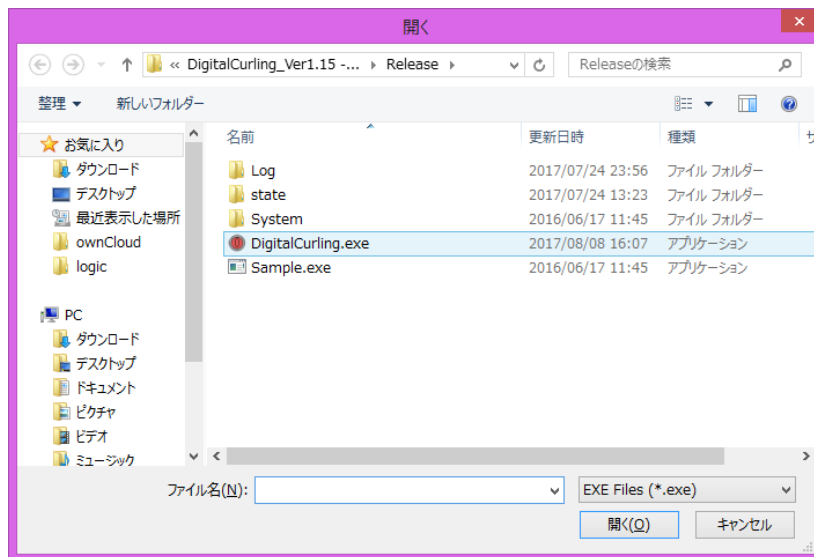 開く
« DigitalCurling_Ver1.15 -... Release
Releaseの検索
整理 新しいフォルダー
名前 更新日時 種類 サ
Log 2017/07/24 23:56 ファイル フォルダー
state 2017/07/24 13:23 ファイル フォルダー
System 2016/06/17 11:45 ファイル フォルダー
DigitalCurling.exe 2017/08/08 16:07 アプリケーション
Sample.exe 2016/06/17 11:45 アプリケーション
お気に入り
ダウンロード
デスクトップ
最近表示した場所
ownCloud
logic
PC
ダウンロード
デスクトップ
ドキュメント
ピクチャ
ビデオ
ミュージック
ファイル名(N):
EXE Files (*.exe)
開く(O) キャンセル